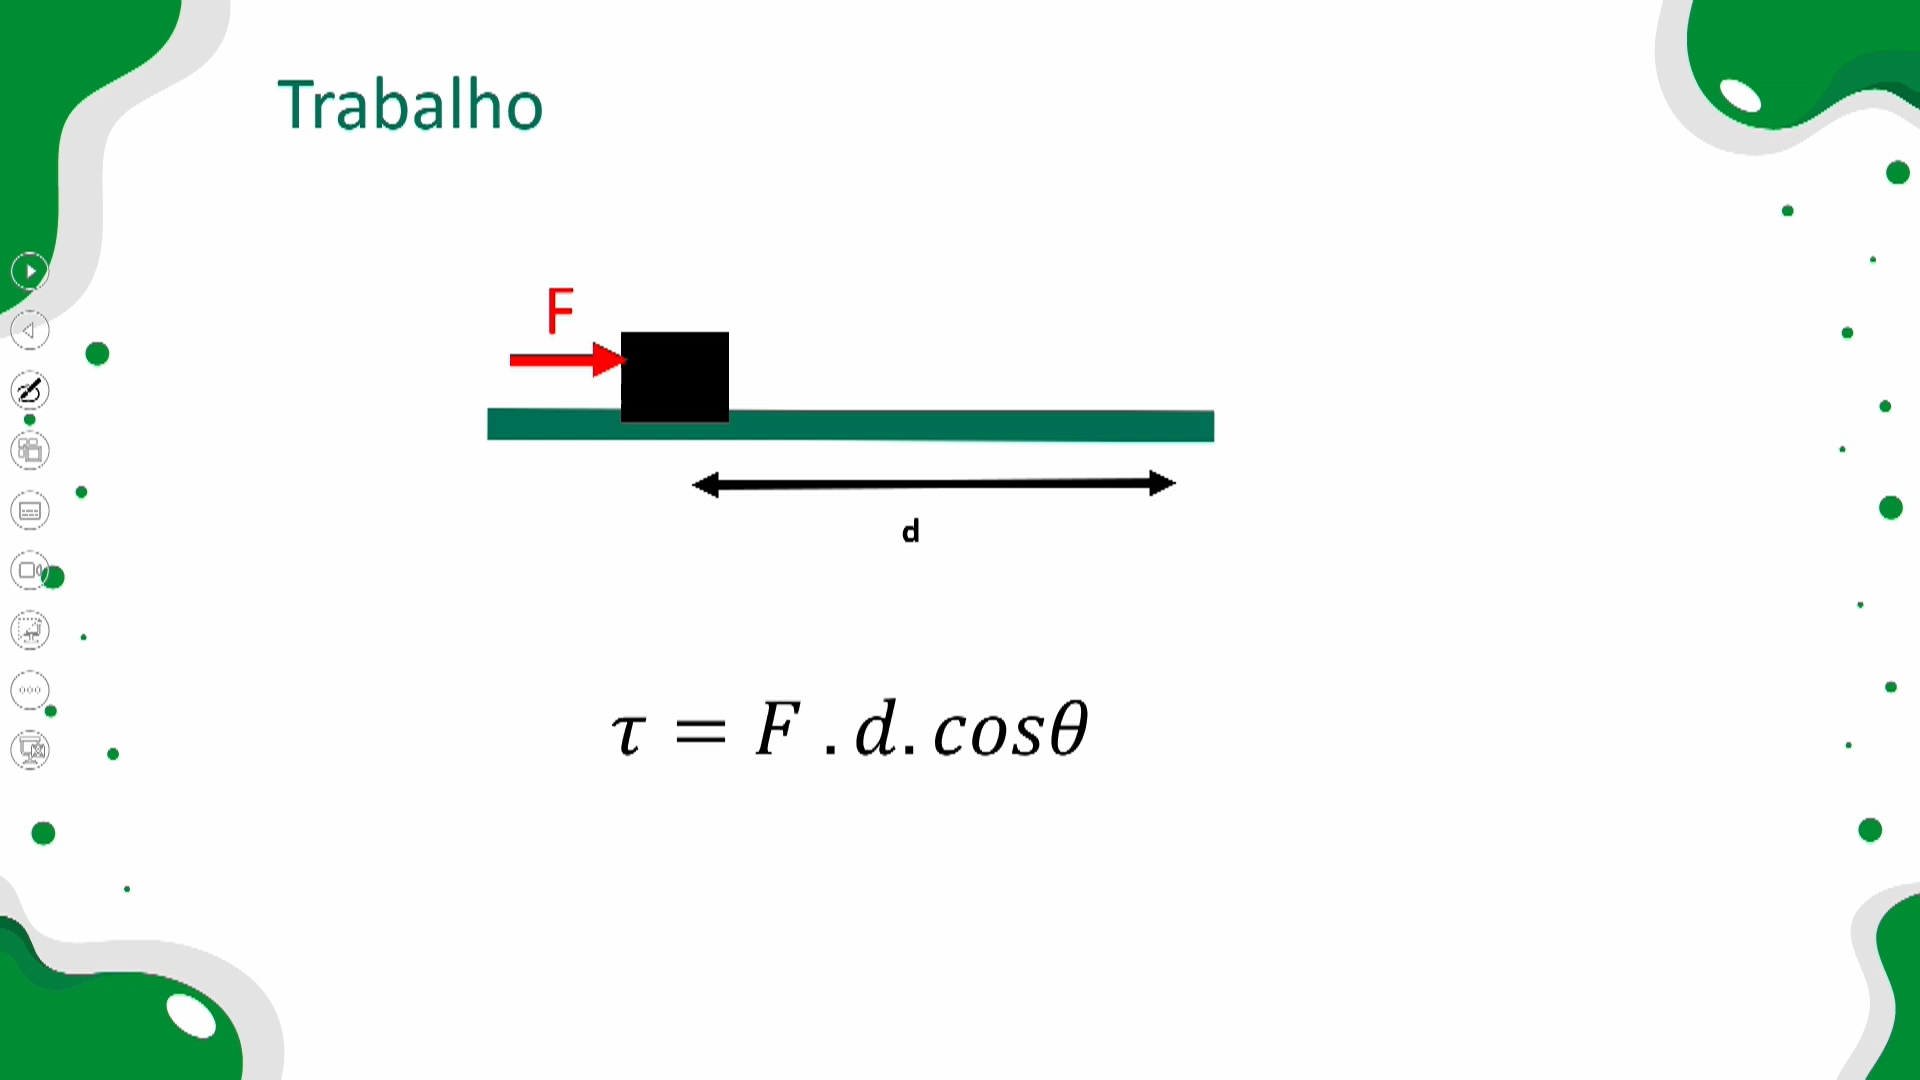 Trabalho
F
d
τ = F . d. cosθ